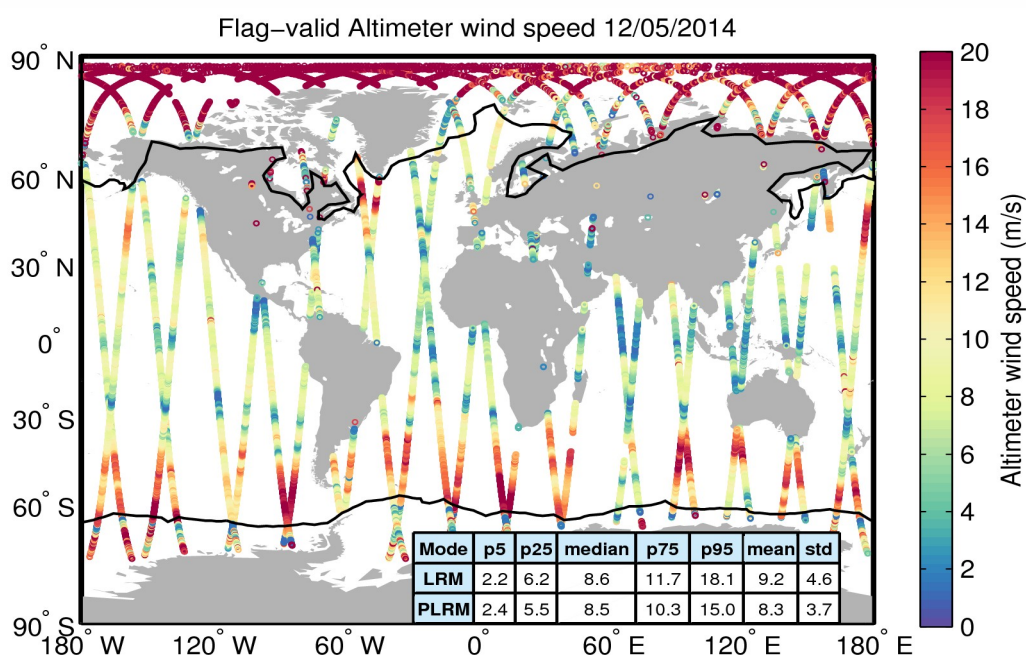 Flag−valid Altimeter wind speed 12/05/2014
90° N
60° N
30° N
0°
30° S
60° S
90° S
180° W
120° W
60° W
0°
60° E
120° E
180° E
Mode p5 p25 median p75 p95 mean std
LRM 2.2 6.2 8.6 11.7 18.1 9.2 4.6
PLRM 2.4 5.5 8.5 10.3 15.0 8.3 3.7
20
18
16
14
12
10
8
6
4
2
0
Altimeter wind speed (m/s)